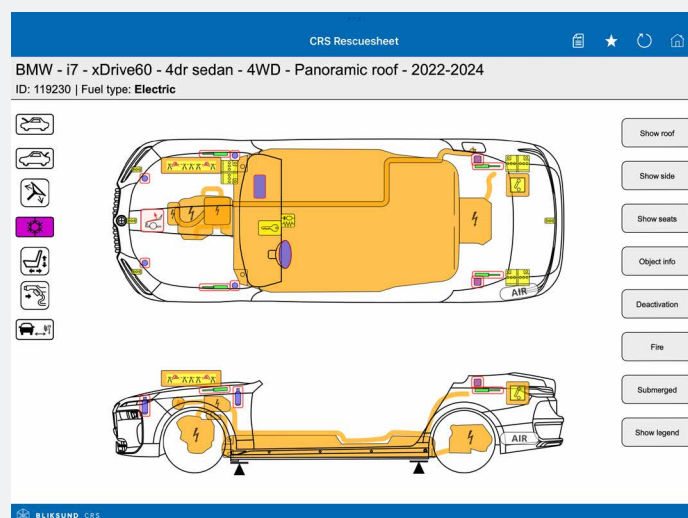 CRS Rescuesheet
BMW - i7 - xDrive60 - 4dr sedan - 4WD - Panoramic roof - 2022-2024
ID: 119230 | Fuel type: Electric
Show roof
Show side
Show seats
Object info
AIR
Deactivation
Fire
Submerged
Show legend
AIR
BLIKSUND CRS